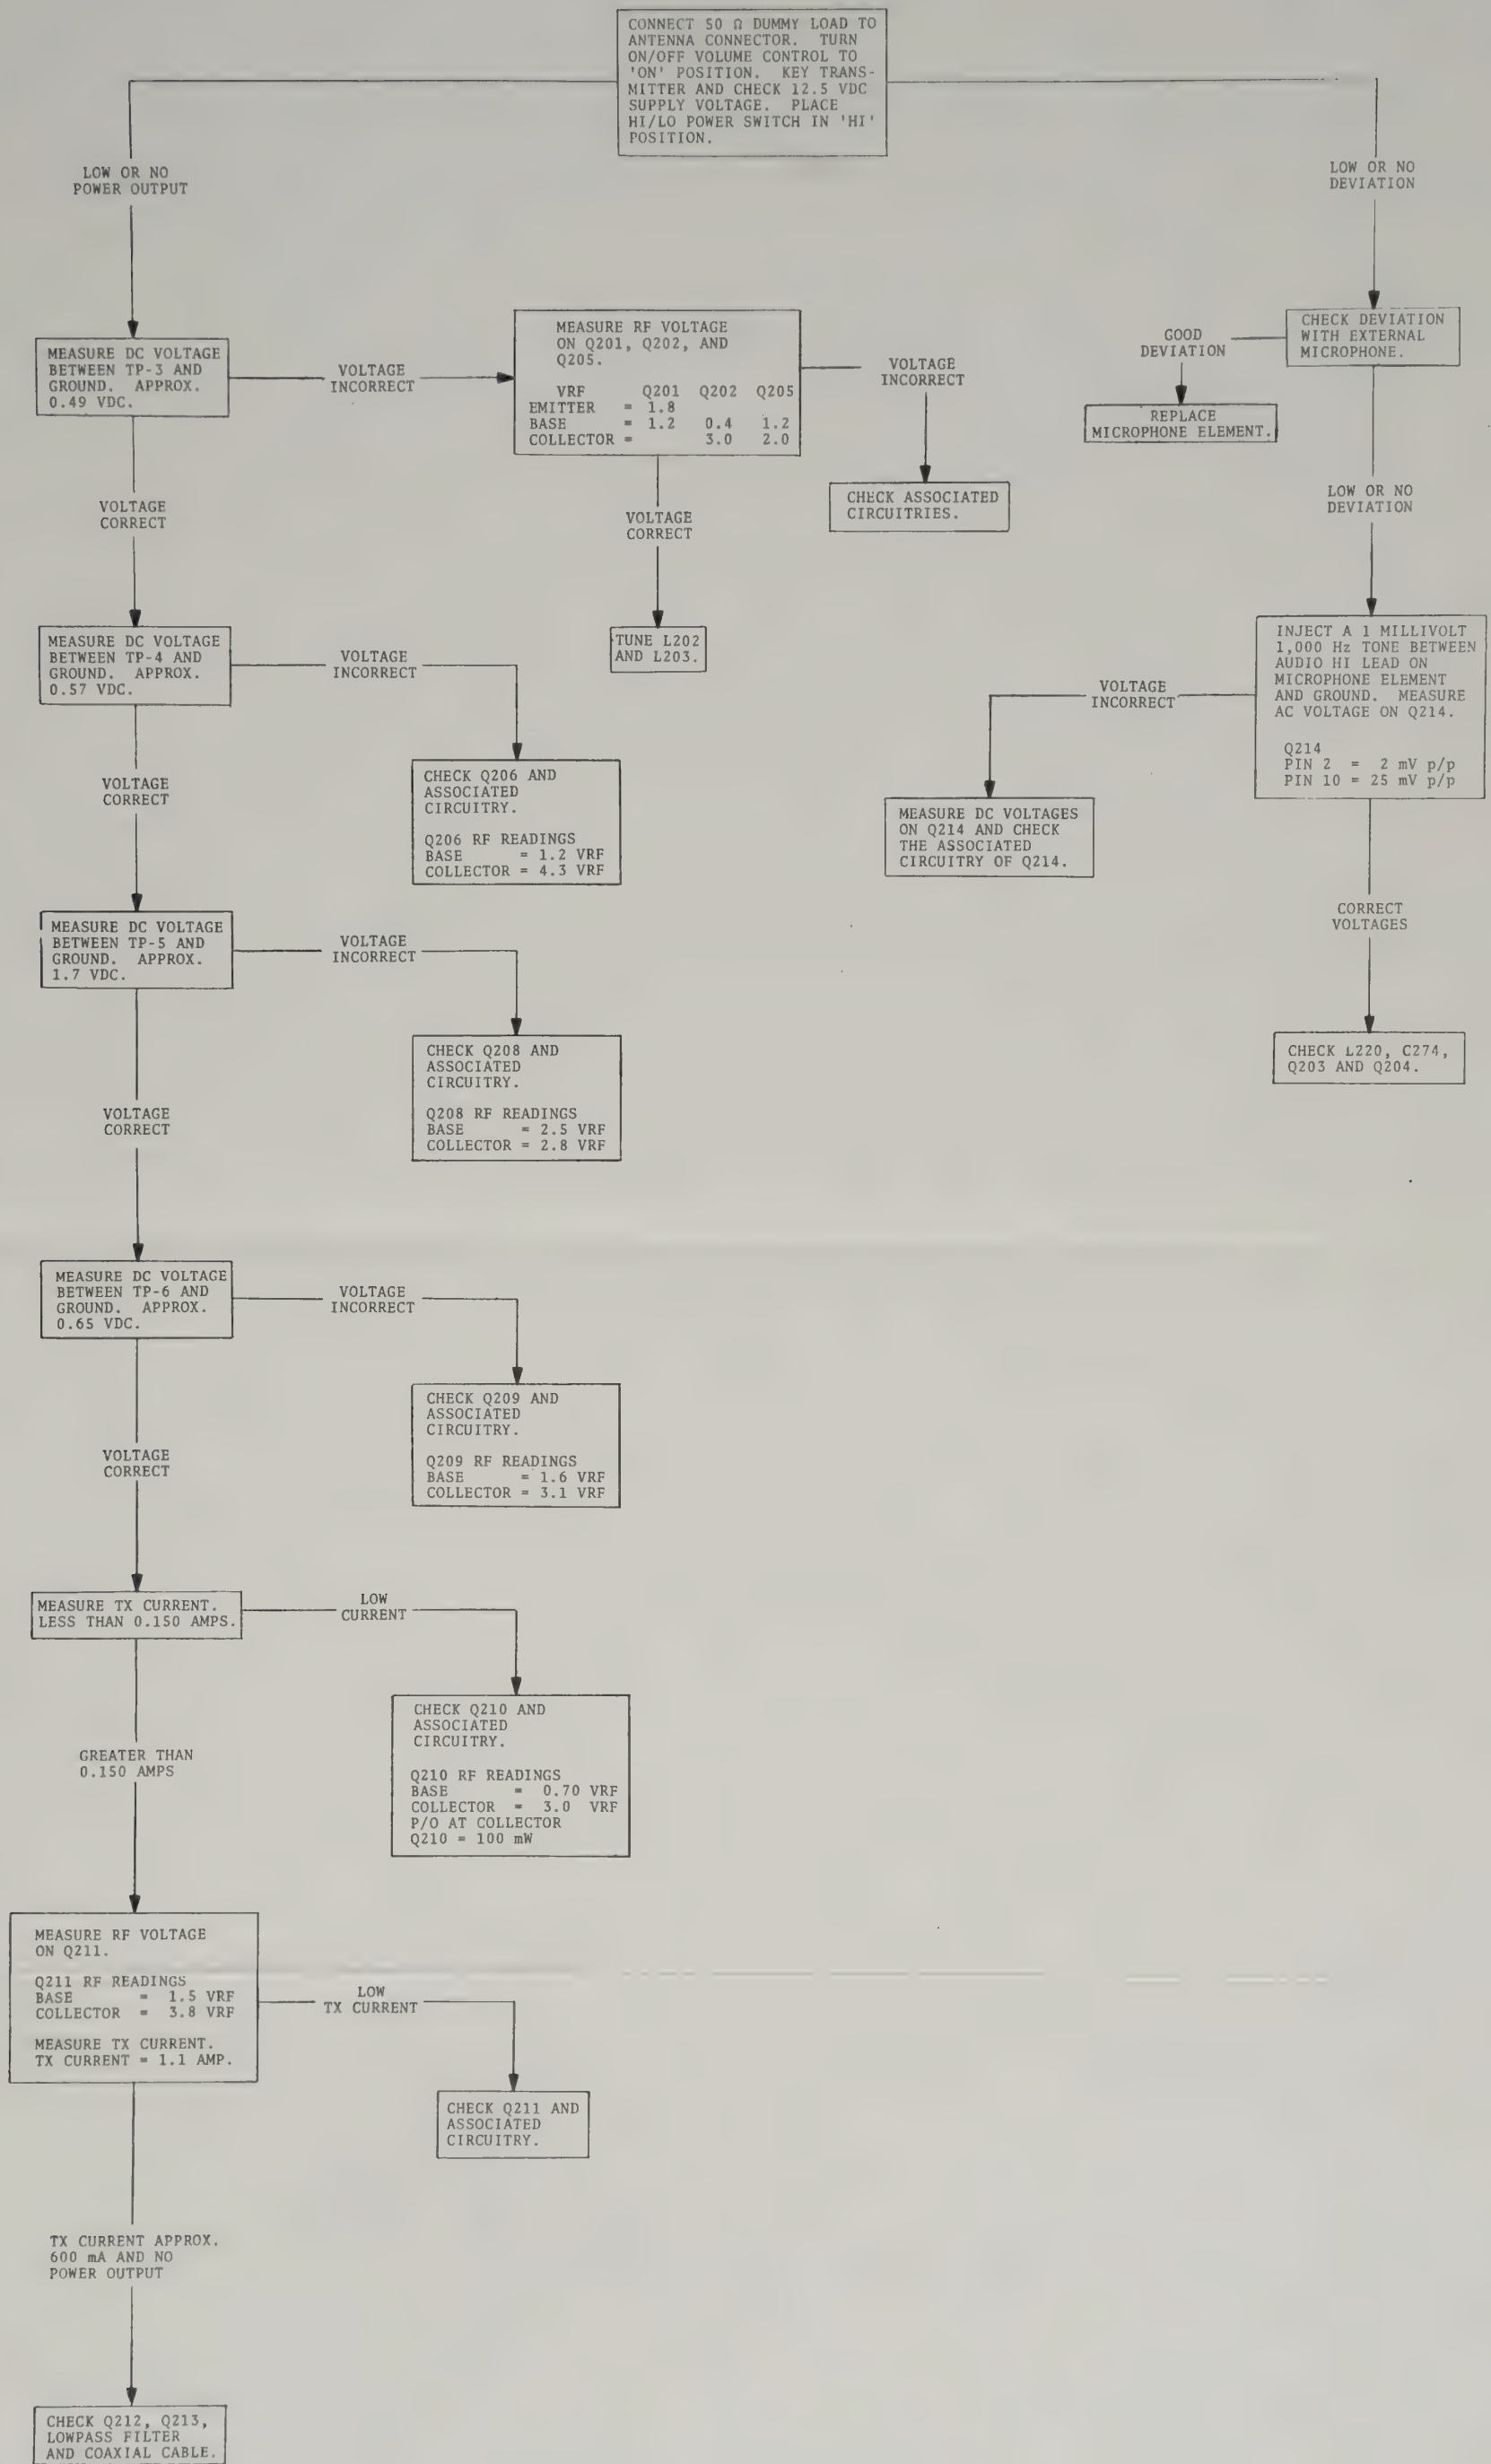 CONNECT 50 Ω DUMMY LOAD TO
ANTENNA CONNECTOR. TURN
ON/OFF VOLUME CONTROL TO
'ON' POSITION. KEY TRANS-
MITTER AND CHECK 12.5 VDC
SUPPLY VOLTAGE. PLACE
HI/LO POWER SWITCH IN 'HI'
POSITION.
LOW OR NO
POWER OUTPUT
MEASURE DC VOLTAGE
BETWEEN TP-3 AND
GROUND. APPROX.
0.49 VDC.
VOLTAGE
INCORRECT
MEASURE RF VOLTAGE
ON Q201, Q202, AND
Q205.
VRF Q201 Q202 Q205
EMITTER = 1.8
BASE = 1.2 0.4 1.2
COLLECTOR = 3.0 2.0
VOLTAGE
INCORRECT
CHECK ASSOCIATED
CIRCUITRIES.
VOLTAGE
CORRECT
TUNE L202
AND L203.
VOLTAGE
CORRECT
MEASURE DC VOLTAGE
BETWEEN TP-4 AND
GROUND. APPROX.
0.57 VDC.
VOLTAGE
INCORRECT
CHECK Q206 AND
ASSOCIATED
CIRCUITRY.
Q206 RF READINGS
BASE = 1.2 VRF
COLLECTOR = 4.3 VRF
VOLTAGE
CORRECT
MEASURE DC VOLTAGE
BETWEEN TP-5 AND
GROUND. APPROX.
1.7 VDC.
VOLTAGE
INCORRECT
CHECK Q208 AND
ASSOCIATED
CIRCUITRY.
Q208 RF READINGS
BASE = 2.5 VRF
COLLECTOR = 2.8 VRF
VOLTAGE
CORRECT
MEASURE DC VOLTAGE
BETWEEN TP-6 AND
GROUND. APPROX.
0.65 VDC.
VOLTAGE
INCORRECT
CHECK Q209 AND
ASSOCIATED
CIRCUITRY.
Q209 RF READINGS
BASE = 1.6 VRF
COLLECTOR = 3.1 VRF
VOLTAGE
CORRECT
MEASURE TX CURRENT.
LESS THAN 0.150 AMPS.
LOW
CURRENT
CHECK Q210 AND
ASSOCIATED
CIRCUITRY.
Q210 RF READINGS
BASE = 0.70 VRF
COLLECTOR = 3.0 VRF
P/O AT COLLECTOR
Q210 = 100 mW
GREATER THAN
0.150 AMPS
MEASURE RF VOLTAGE
ON Q211.
Q211 RF READINGS
BASE = 1.5 VRF
COLLECTOR = 3.8 VRF
MEASURE TX CURRENT.
TX CURRENT = 1.1 AMP.
LOW
TX CURRENT
CHECK Q211 AND
ASSOCIATED
CIRCUITRY.
TX CURRENT APPROX.
600 mA AND NO
POWER OUTPUT
CHECK Q212, Q213,
LOWPASS FILTER
AND COAXIAL CABLE.
LOW OR NO
DEVIATION
CHECK DEVIATION
WITH EXTERNAL
MICROPHONE.
GOOD
DEVIATION
REPLACE
MICROPHONE ELEMENT.
LOW OR NO
DEVIATION
INJECT A 1 MILLIVOLT
1,000 Hz TONE BETWEEN
AUDIO HI LEAD ON
MICROPHONE ELEMENT
AND GROUND. MEASURE
AC VOLTAGE ON Q214.
Q214
PIN 2 = 2 mV p/p
PIN 10 = 25 mV p/p
VOLTAGE
INCORRECT
MEASURE DC VOLTAGES
ON Q214 AND CHECK
THE ASSOCIATED
CIRCUITRY OF Q214.
CORRECT
VOLTAGES
CHECK L220, C274,
Q203 AND Q204.